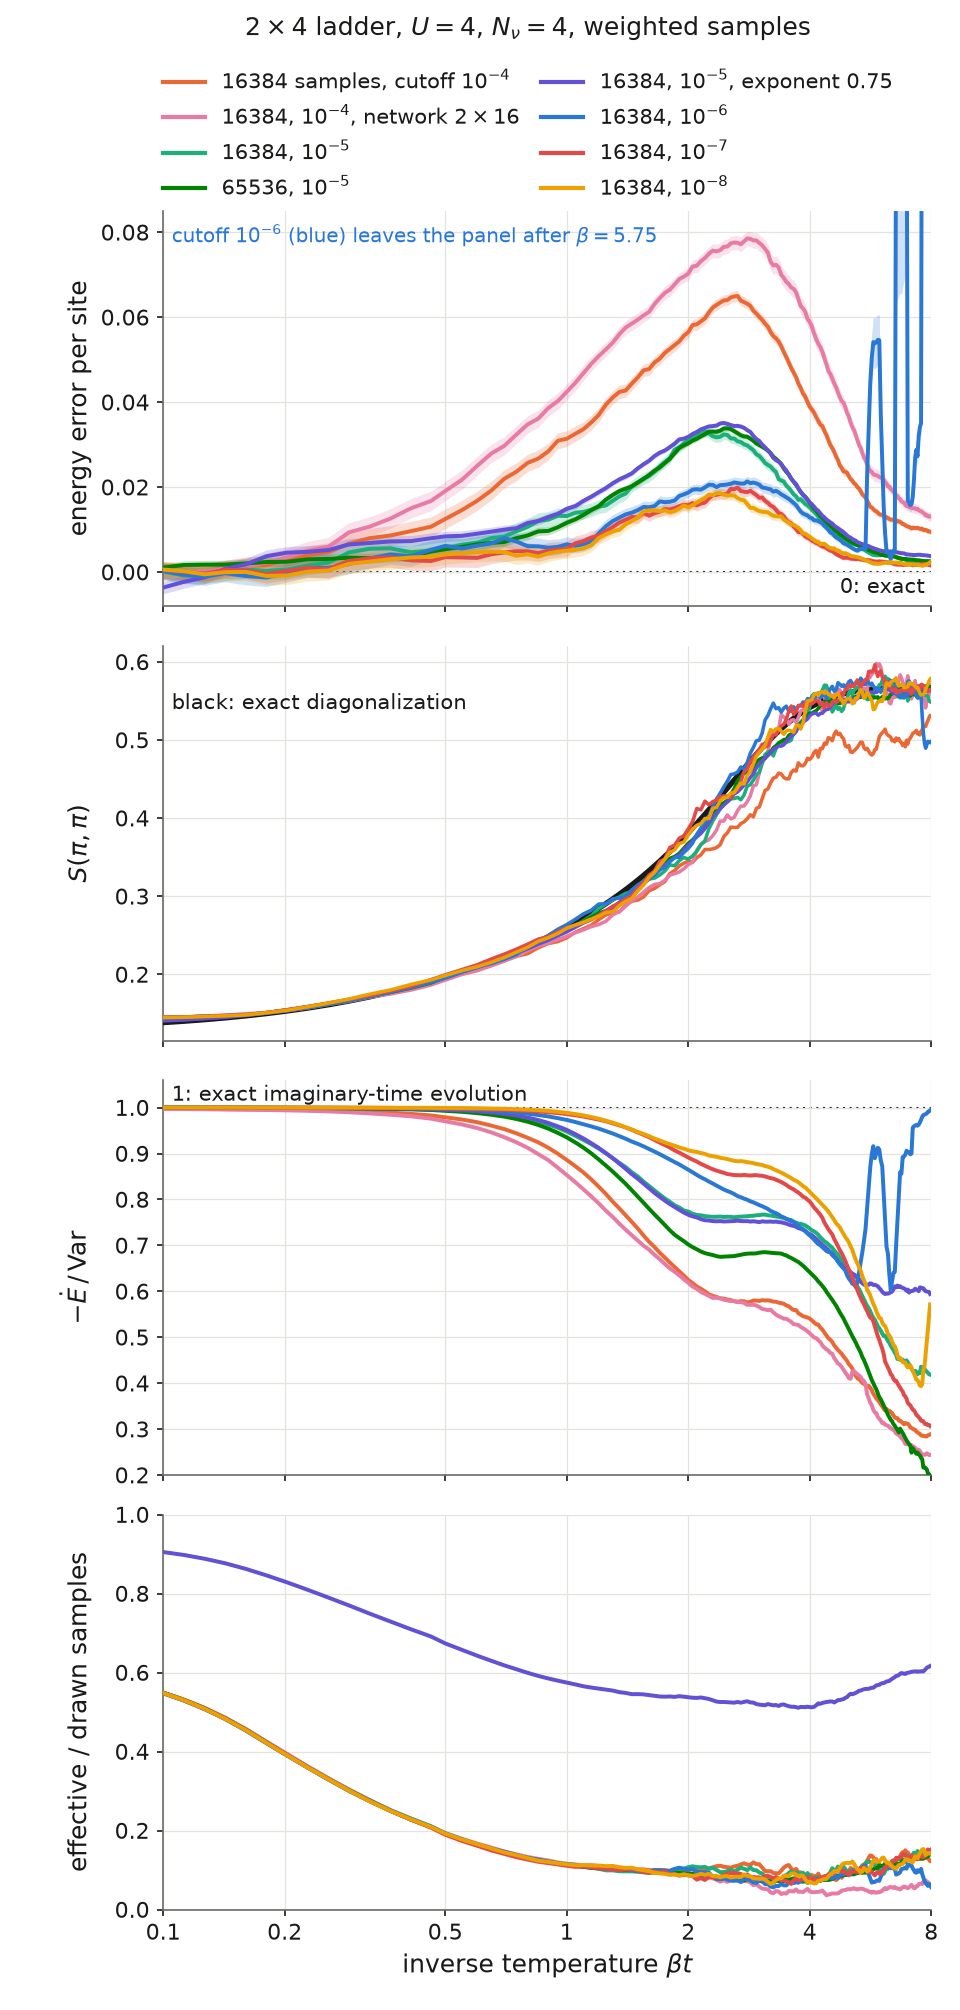 2 × 4 ladder, U = 4, Nᵥ = 4, weighted samples
16384 samples, cutoff 10⁻⁴
16384, 10⁻⁴, network 2 × 16
16384, 10⁻⁵
65536, 10⁻⁵
16384, 10⁻⁵, exponent 0.75
16384, 10⁻⁶
16384, 10⁻⁷
16384, 10⁻⁸
energy error per site
0.08
0.06
0.04
0.02
0.00
cutoff 10⁻⁶ (blue) leaves the panel after β = 5.75
0: exact
S(π, π)
0.6
0.5
0.4
0.3
0.2
black: exact diagonalization
−Ė / Var
1.0
0.9
0.8
0.7
0.6
0.5
0.4
0.3
0.2
1: exact imaginary-time evolution
effective / drawn samples
1.0
0.8
0.6
0.4
0.2
0.0
0.1 0.2 0.5 1 2 4 8
inverse temperature βt